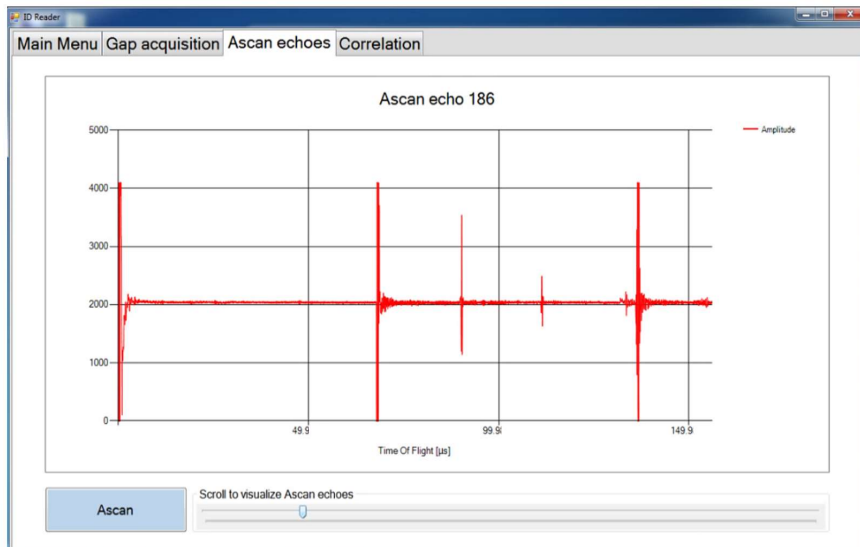 ID Reader
Main Menu Gap acquisition Ascan echoes Correlation
Ascan echo 186
Amplitude
5000
4000
3000
2000
1000
0
49.9
99.98
149.9
Time Of Flight [µs]
Ascan
Scroll to visualize Ascan echoes